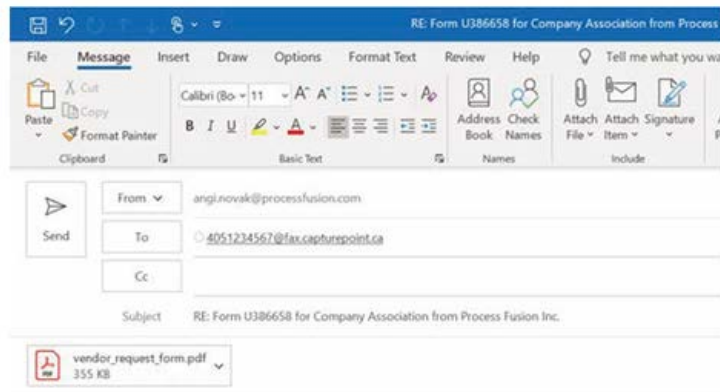 RE: Form U386658 for Company Association from Process
File Message Insert Draw Options Format Text Review Help Tell me what you wa
Paste
Cut
Copy
Format Painter
Clipboard
Calibri (Bo 11
B I U
Basic Text
Address Book
Check Names
Names
Attach File
Attach Item
Signature
Include
Send
From angi.novak@processfusion.com
To 4051234567@fax.capturepoint.ca
Cc
Subject RE: Form U386658 for Company Association from Process Fusion Inc.
PDF
vendor_request_form.pdf
355 KB